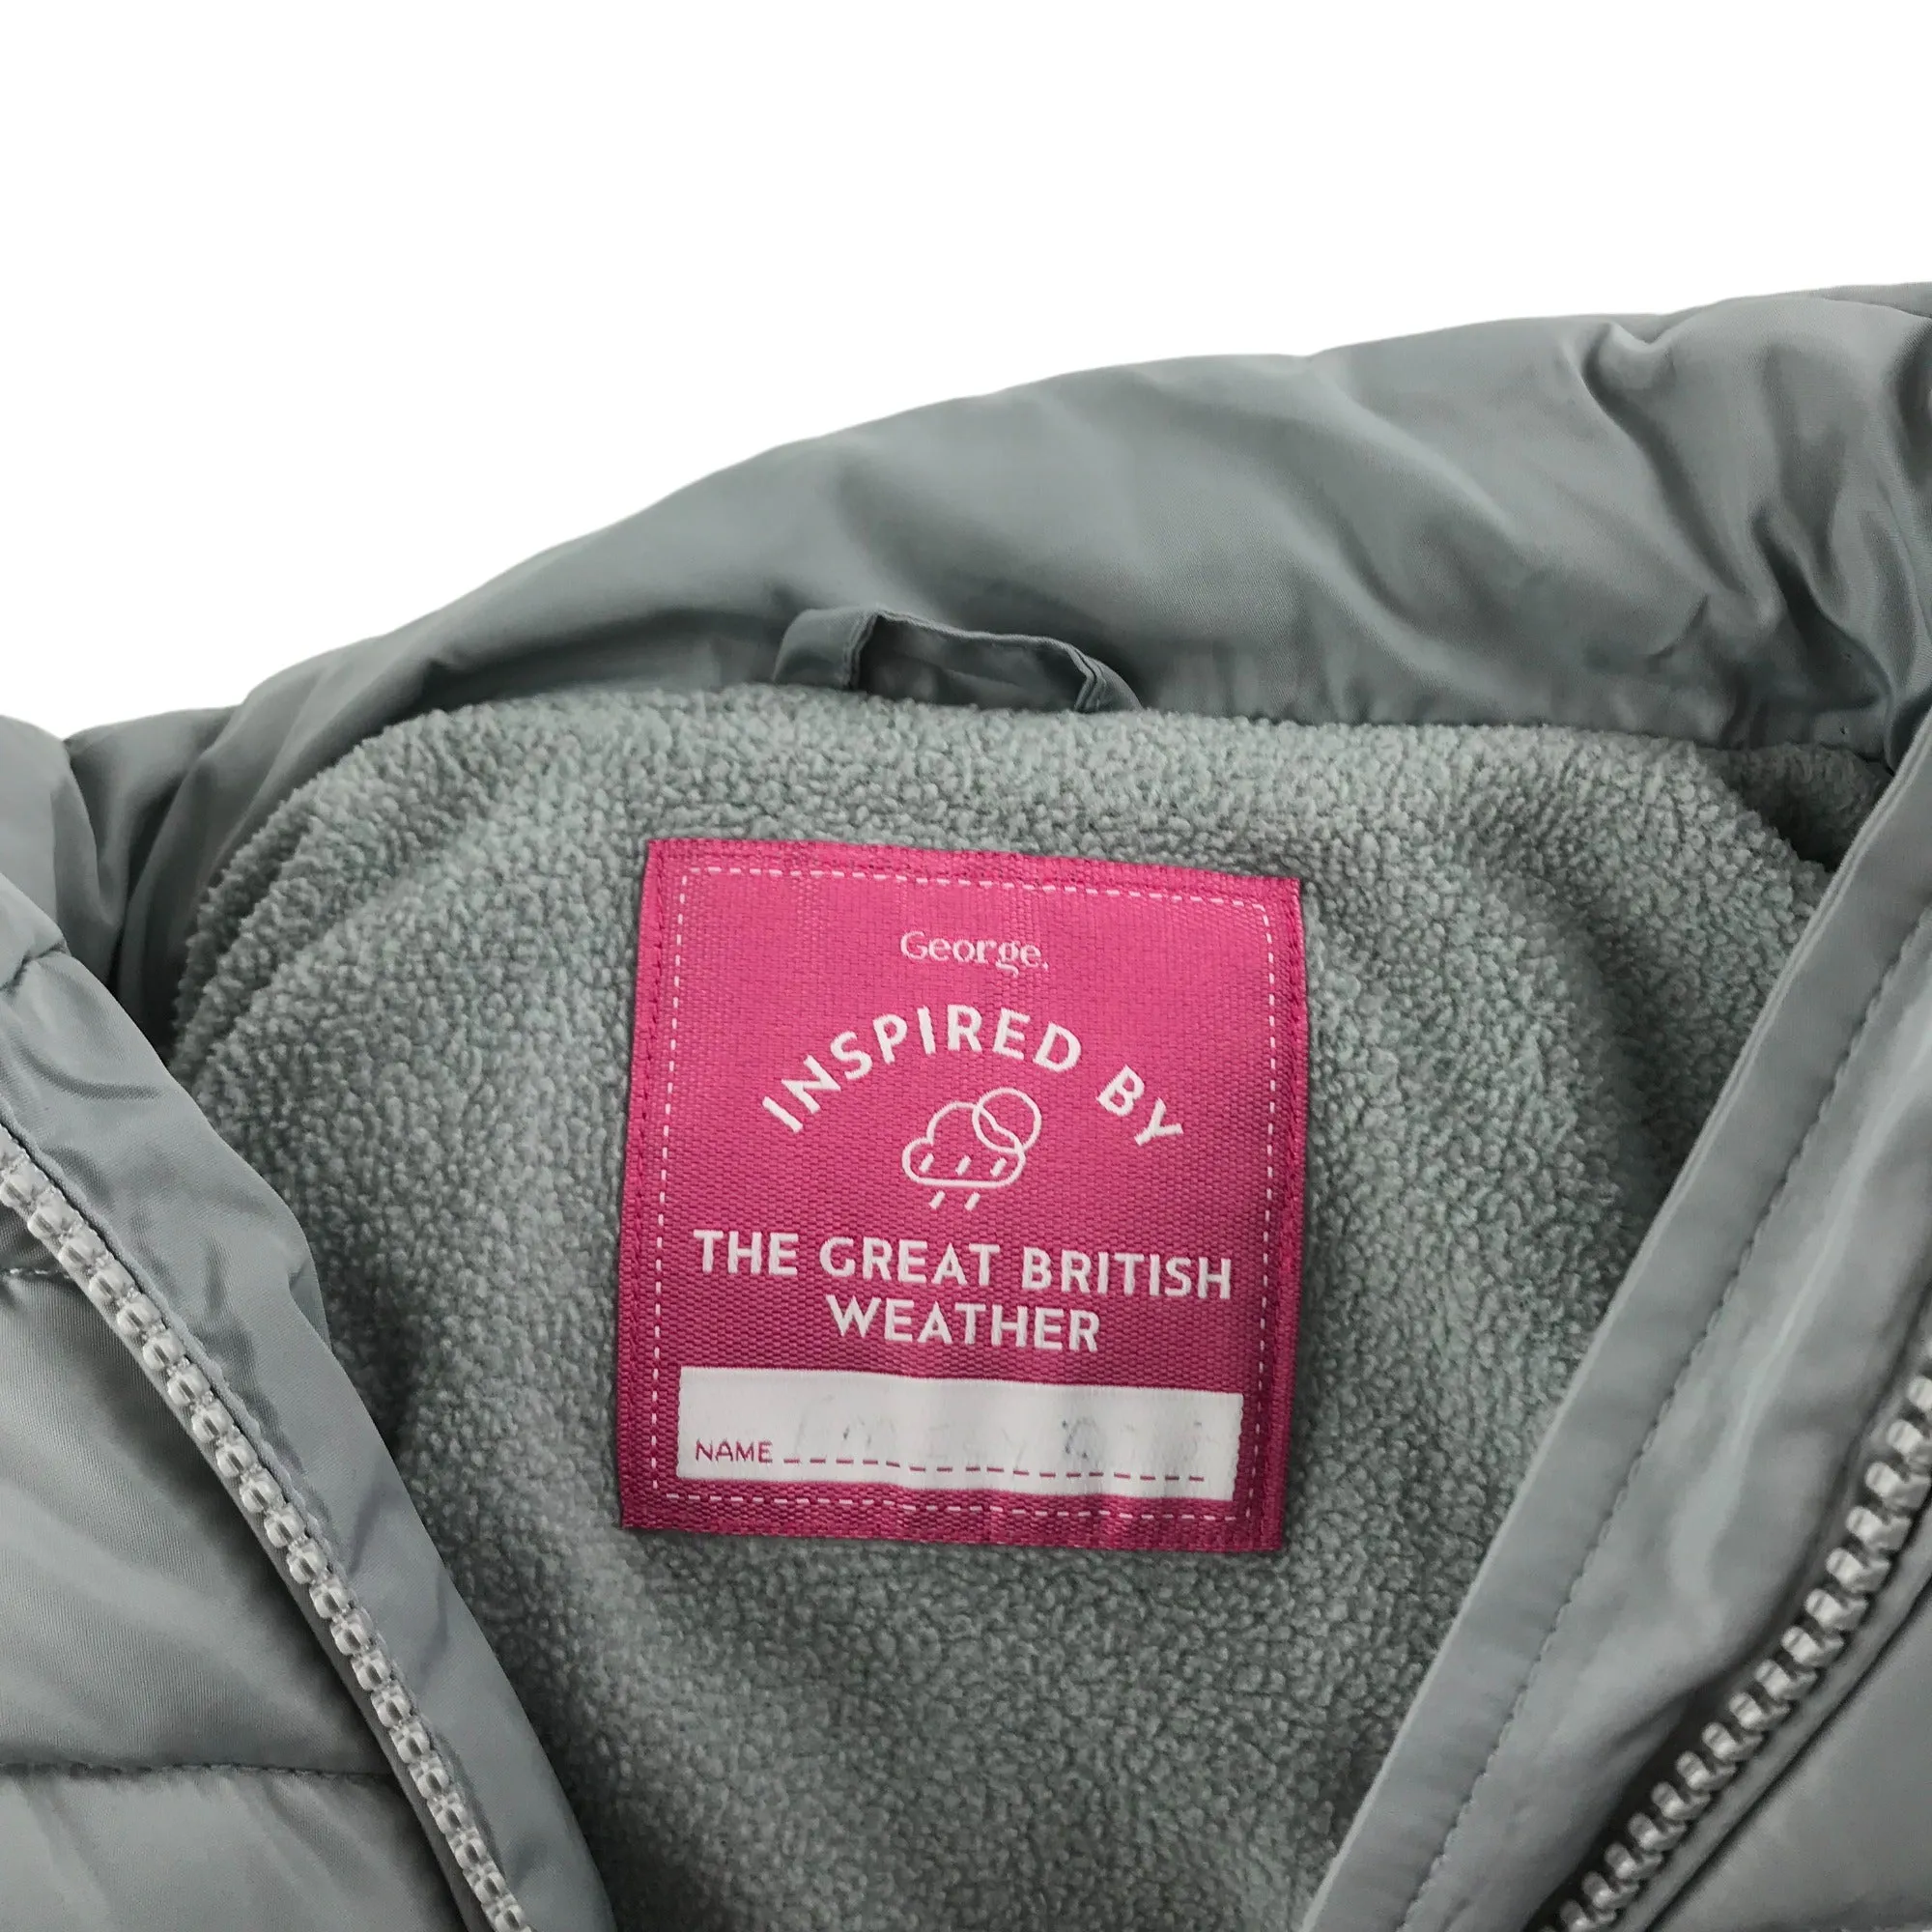 George.
INSPIRED BY
THE GREAT BRITISH
WEATHER
NAME